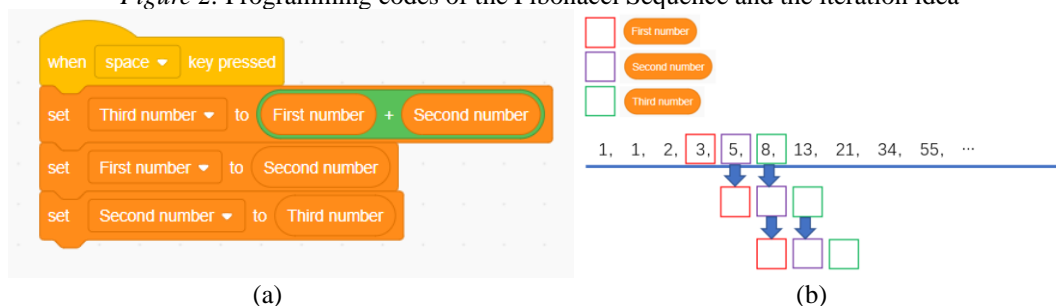 Figure 2. Programming codes of the Fibonacci Sequence and the iteration idea
when space key pressed
set Third number to First number + Second number
set First number to Second number
set Second number to Third number
(a)
First number
Second number
Third number
1, 1, 2, 3, 5, 8, 13, 21, 34, 55, ...
(b)